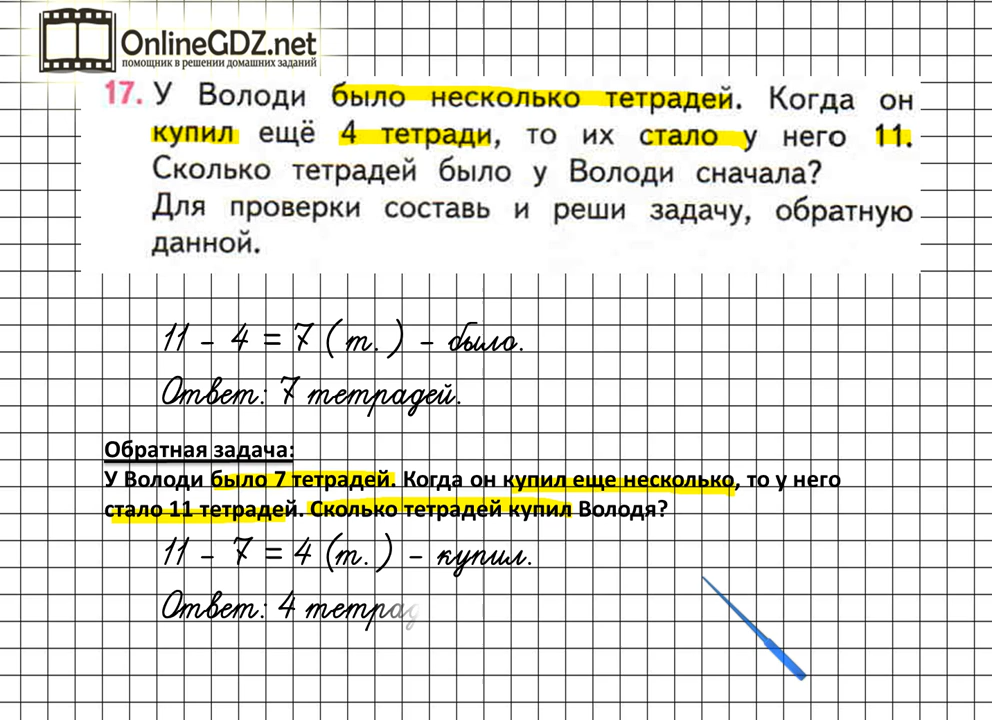 OnlineGDZ.net
помощник в решении домашних заданий
17. У Володи было несколько тетрадей. Когда он
купил ещё 4 тетради, то их стало у него 11.
Сколько тетрадей было у Володи сначала?
Для проверки составь и реши задачу, обратную
данной.
11 - 4 = 7 (т.) - было.
Ответ: 7 тетрадей.
Обратная задача:
У Володи было 7 тетрадей. Когда он купил еще несколько, то у него
стало 11 тетрадей. Сколько тетрадей купил Володя?
11 - 7 = 4 (т.) - купил.
Ответ: 4 тетрад